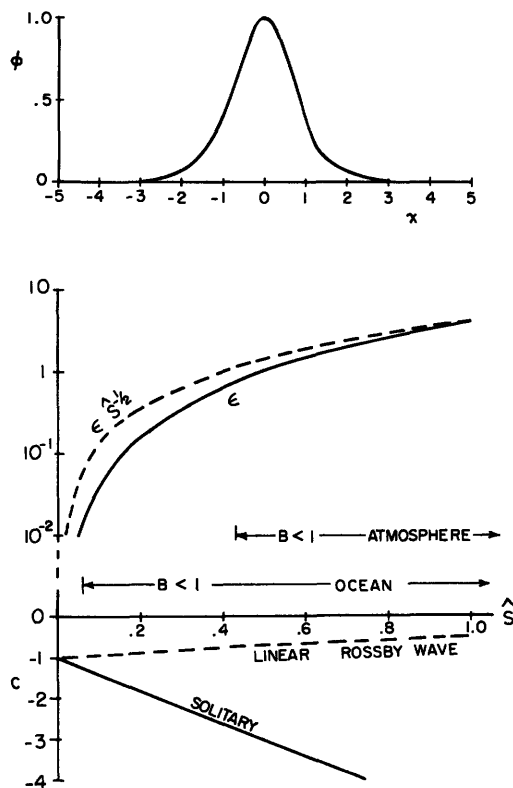 1.0
ϕ
.5
0
-5 -4 -3 -2 -1 0 1 2 3 4 5
χ
10
1
ϵ Ŝ^½
ϵ
10⁻¹
10⁻²
B < 1 ATMOSPHERE
B < 1 OCEAN
0 .2 .4 .6 .8 1.0 Ŝ
-1
LINEAR ROSSBY WAVE
C
-2
SOLITARY
-3
-4